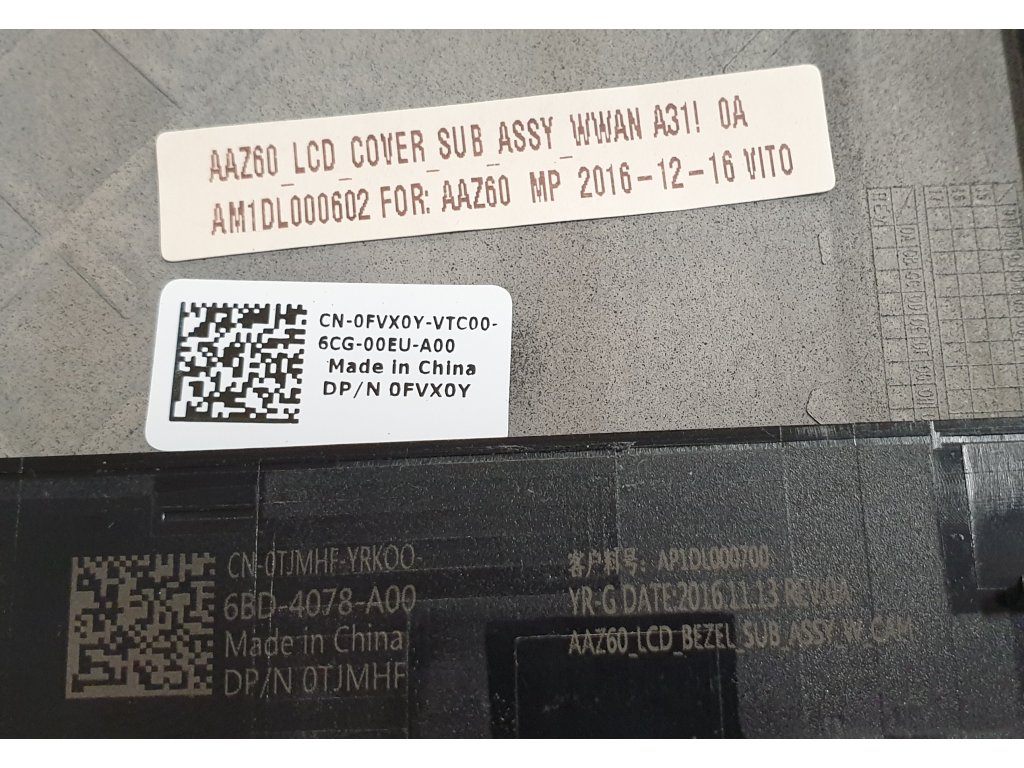 AAZ60_LCD_COVER_SUB_ASSY_WWAN A31! 0A
AM1DL000602 FOR: AAZ60 MP 2016-12-16 VITO
CN-0FVX0Y-VTC00-
6CG-00EU-A00
Made in China
DP/N 0FVX0Y
CN-0TJMHF-YRK00-
6BD-4078-A00
Made in China
DP/N 0TJMHF
客户料号: AP1DL000700
YR-G DATE:2016.11.13 REV:0A
AAZ60_LCD_BEZEL_SUB_ASSY_W_CAM